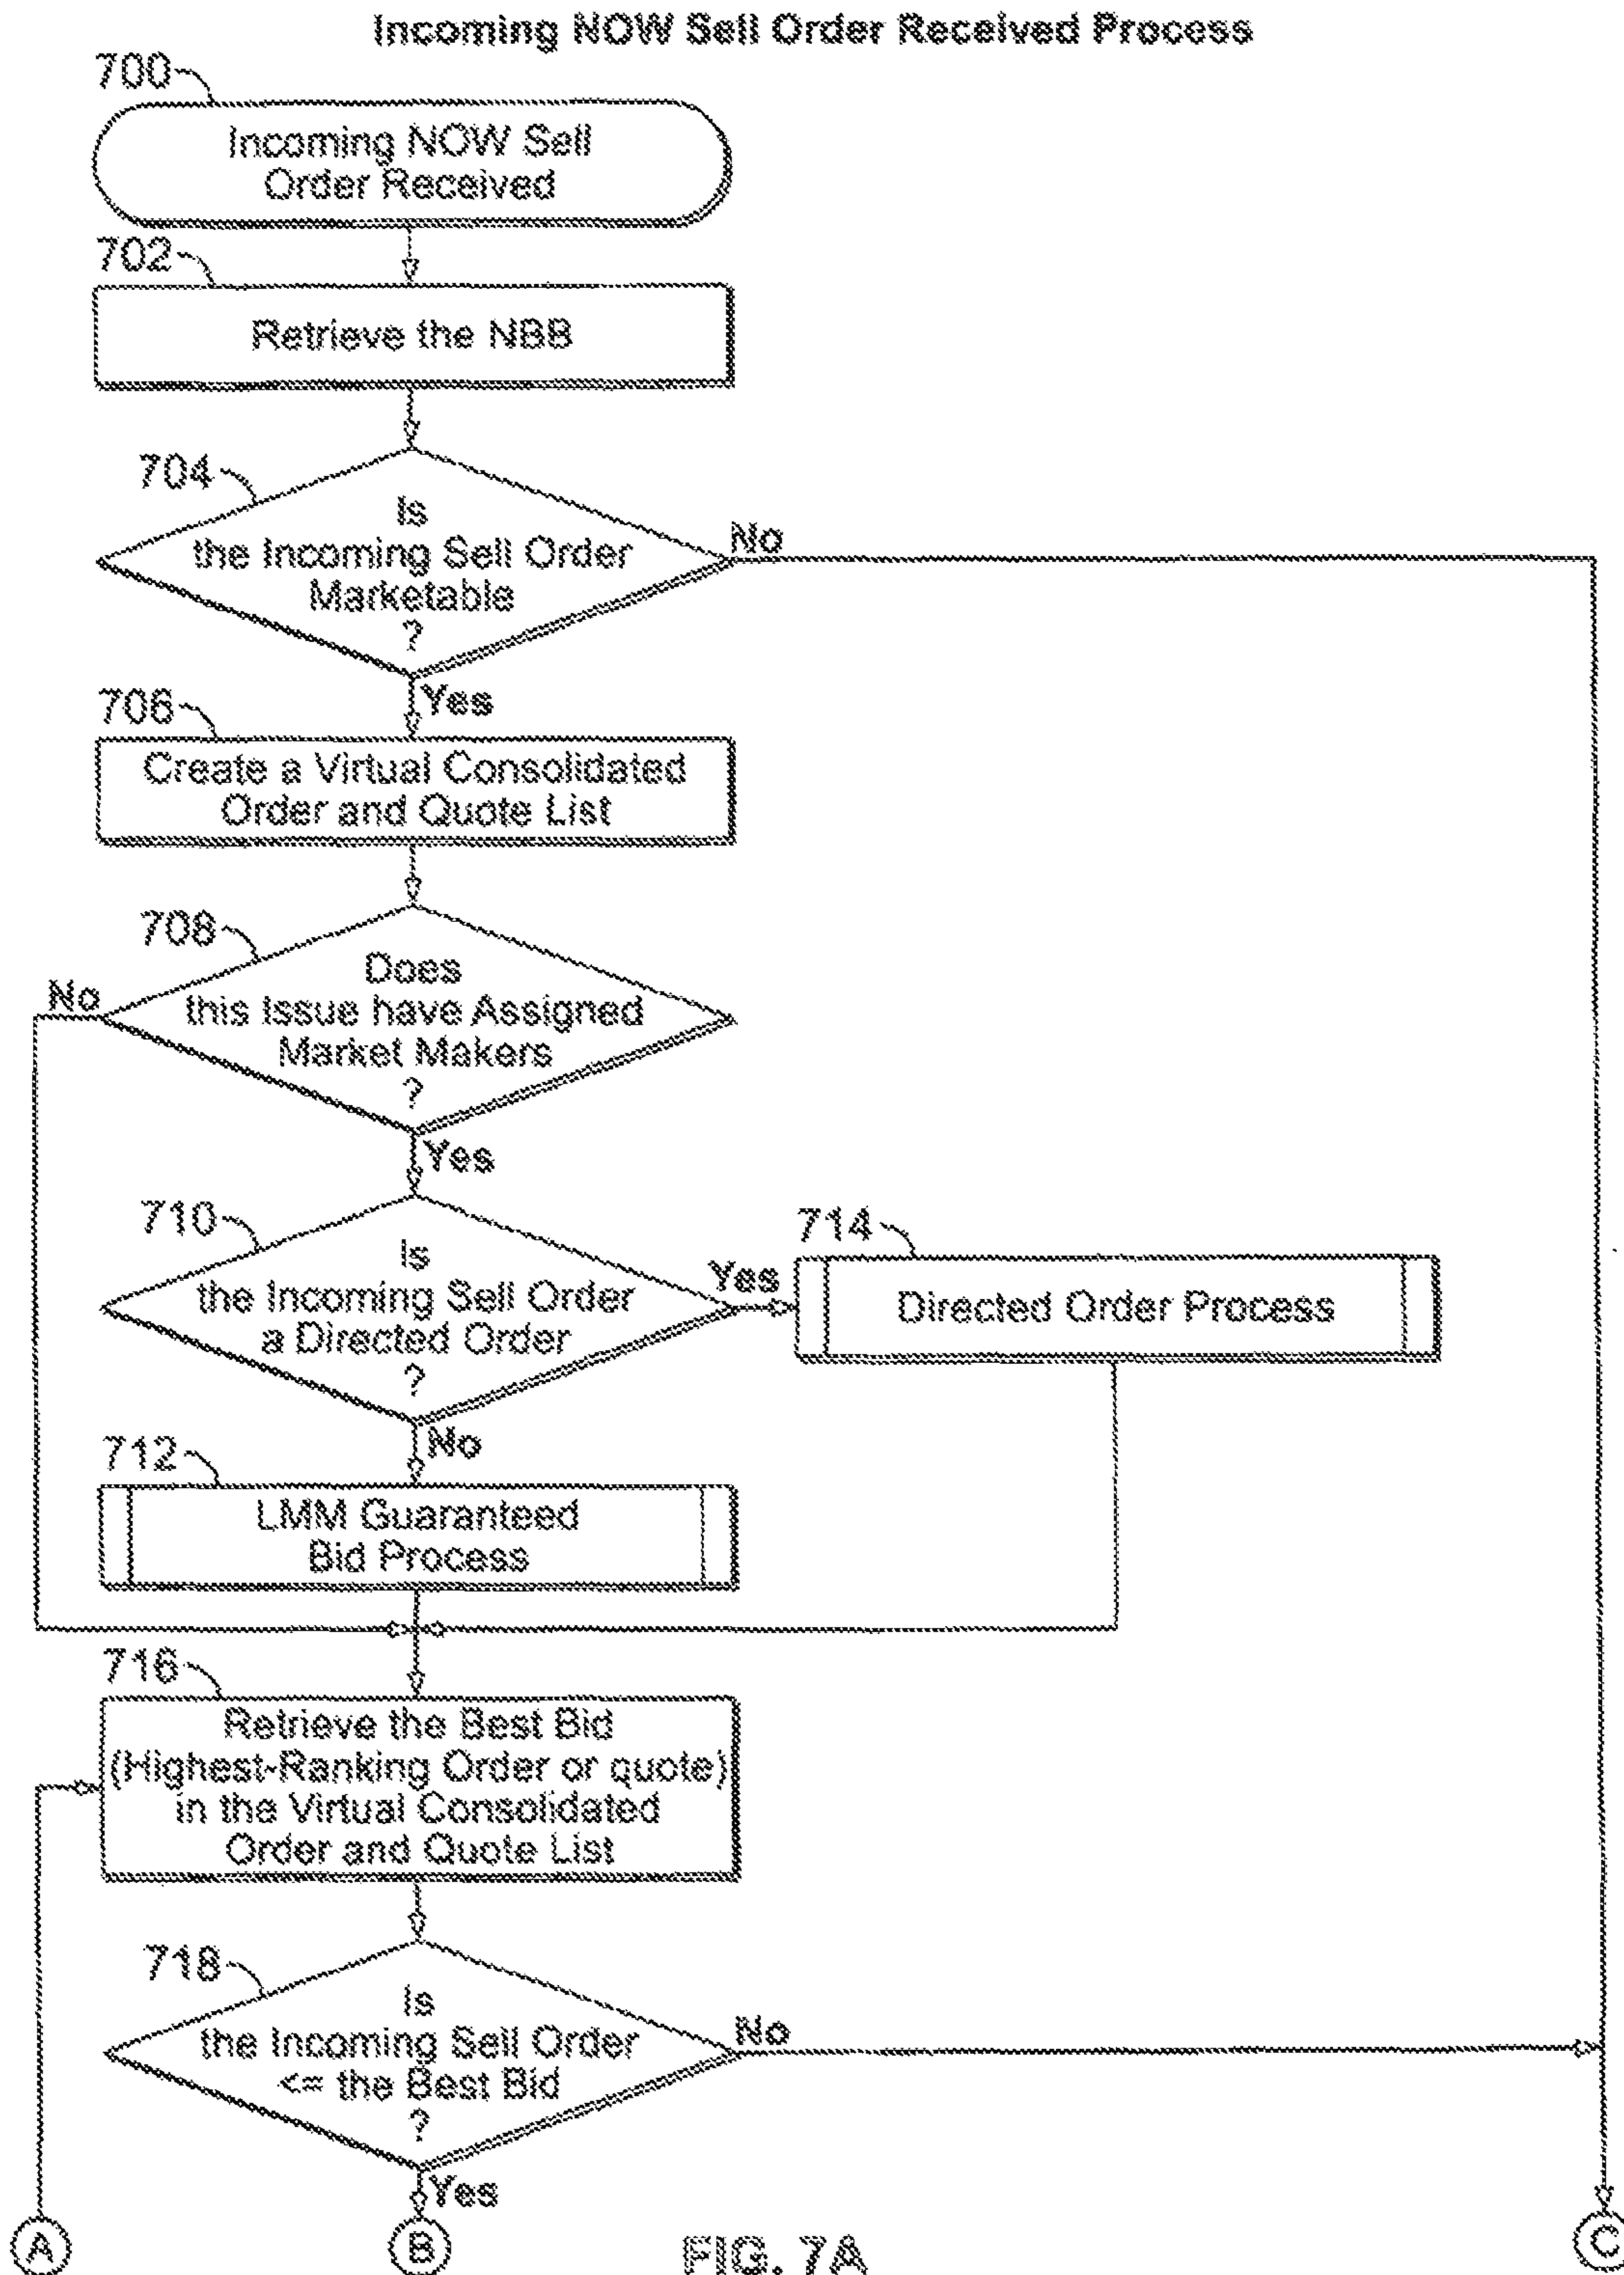 Incoming NOW Sell Order Received Process
700
Incoming NOW Sell
Order Received
702
Retrieve the NBB
704
Is
the Incoming Sell Order
Marketable
?
No
Yes
706
Create a Virtual Consolidated
Order and Quote List
708
Does
this Issue have Assigned
Market Makers
?
No
Yes
710
Is
the Incoming Sell Order
a Directed Order
?
Yes
714
Directed Order Process
No
712
LMM Guaranteed
Bid Process
716
Retrieve the Best Bid
(Highest-Ranking Order or quote)
in the Virtual Consolidated
Order and Quote List
718
Is
the Incoming Sell Order
<= the Best Bid
?
No
Yes
A
B
C
FIG. 7A